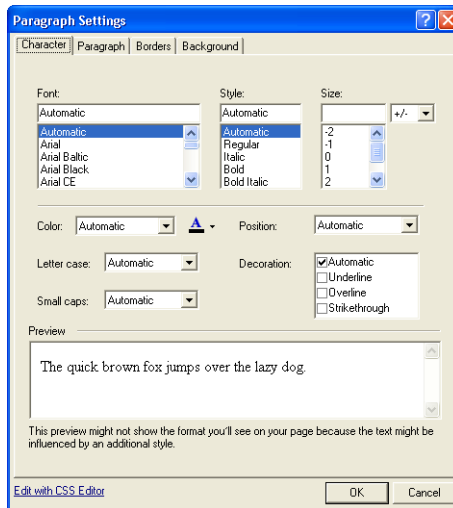 Paragraph Settings
Character Paragraph Borders Background
Font: Style: Size:
Automatic Automatic +/-
Automatic Automatic -2
Arial Regular -1
Arial Baltic Italic 0
Arial Black Bold 1
Arial CE Bold Italic 2
Color: Automatic A Position: Automatic
Letter case: Automatic Decoration: Automatic
Underline
Overline
Small caps: Automatic Strikethrough
Preview
The quick brown fox jumps over the lazy dog.
This preview might not show the format you'll see on your page because the text might be
influenced by an additional style.
Edit with CSS Editor OK Cancel